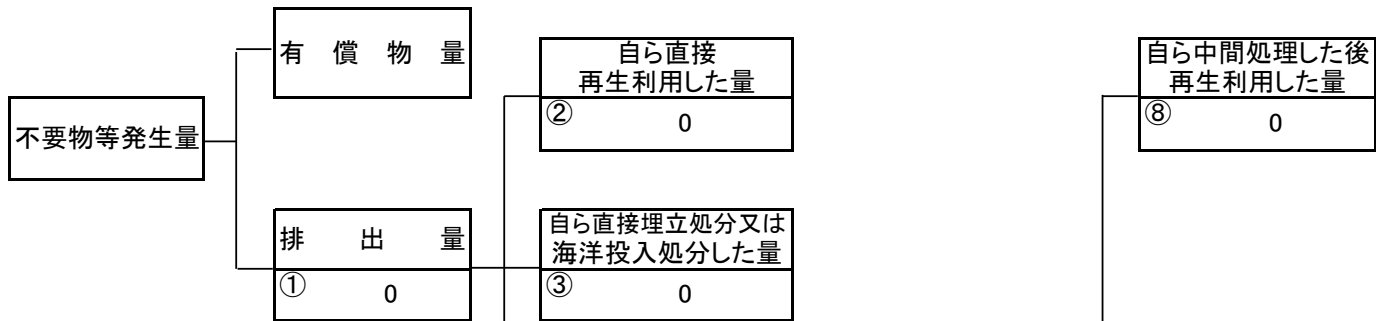 有償物量
自ら直接
再生利用した量
② 0
自ら中間処理した後
再生利用した量
⑧ 0
不要物等発生量
排出量
① 0
自ら直接埋立処分又は
海洋投入処分した量
③ 0